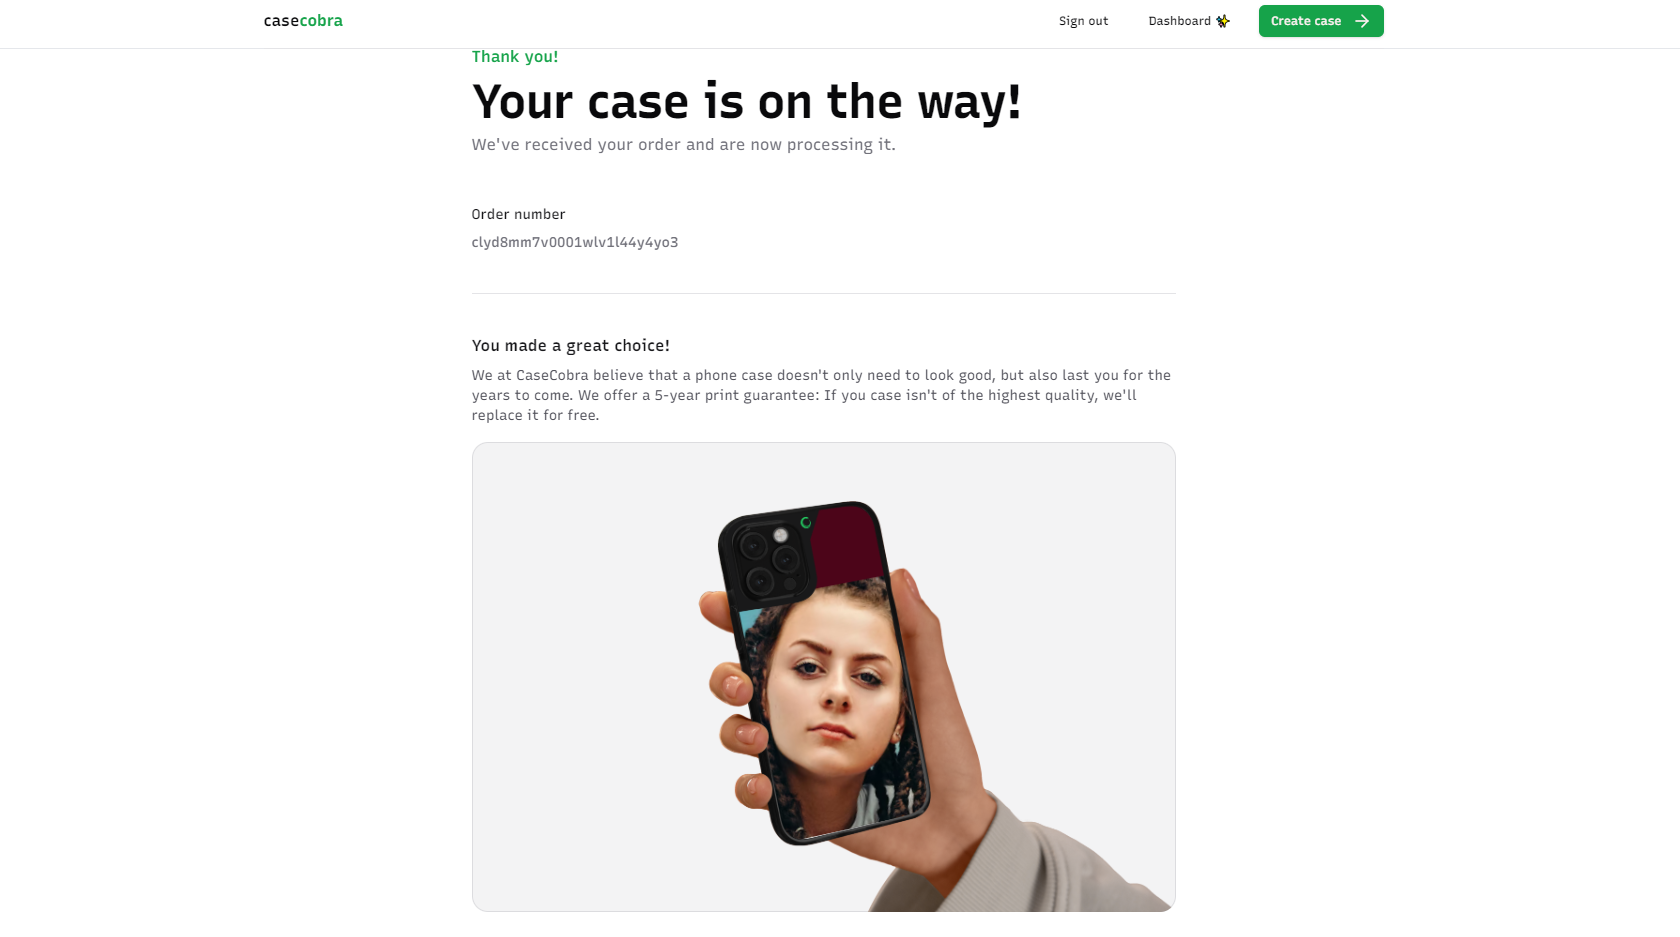 casecobra
Sign out
Dashboard ✨
Create case →
Thank you!
Your case is on the way!
We've received your order and are now processing it.
Order number
clyd8mm7v0001wlv1l44y4yo3
You made a great choice!
We at CaseCobra believe that a phone case doesn't only need to look good, but also last you for the
years to come. We offer a 5-year print guarantee: If you case isn't of the highest quality, we'll
replace it for free.